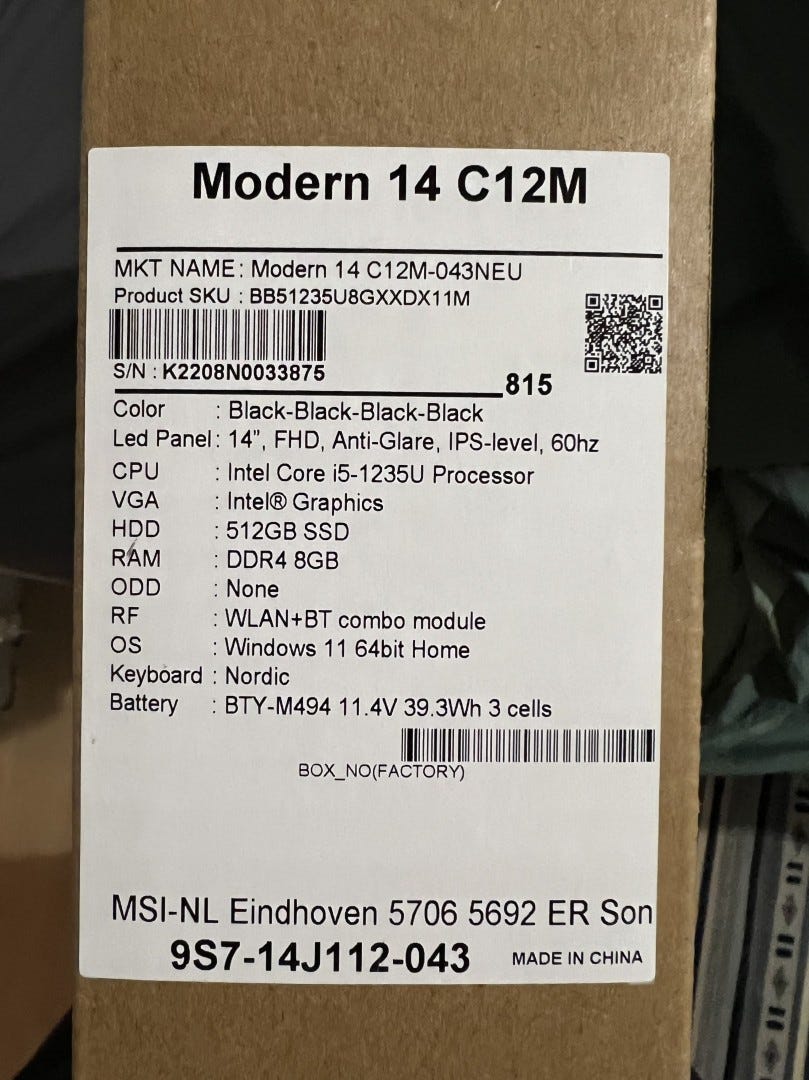 Modern 14 C12M
MKT NAME: Modern 14 C12M-043NEU
Product SKU : BB51235U8GXXDX11M
S/N : K2208N0033875
815
Color : Black-Black-Black-Black
Led Panel: 14”, FHD, Anti-Glare, IPS-level, 60hz
CPU : Intel Core i5-1235U Processor
VGA : Intel® Graphics
HDD : 512GB SSD
RAM : DDR4 8GB
ODD : None
RF : WLAN+BT combo module
OS : Windows 11 64bit Home
Keyboard : Nordic
Battery : BTY-M494 11.4V 39.3Wh 3 cells
BOX_NO(FACTORY)
MSI-NL Eindhoven 5706 5692 ER Son
9S7-14J112-043 MADE IN CHINA